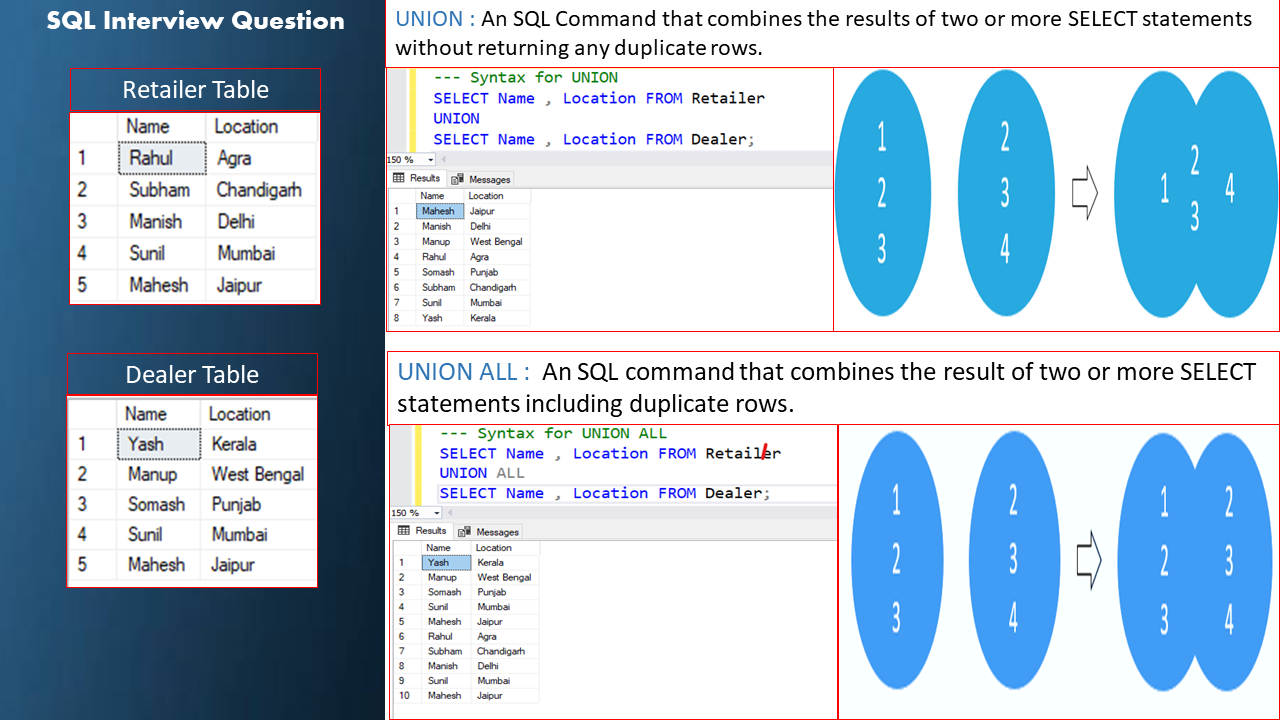 SQL Interview Question
Retailer Table
Name Location
1 Rahul Agra
2 Subham Chandigarh
3 Manish Delhi
4 Sunil Mumbai
5 Mahesh Jaipur
Dealer Table
Name Location
1 Yash Kerala
2 Manup West Bengal
3 Somash Punjab
4 Sunil Mumbai
5 Mahesh Jaipur
UNION : An SQL Command that combines the results of two or more SELECT statements
without returning any duplicate rows.
--- Syntax for UNION
SELECT Name , Location FROM Retailer
UNION
SELECT Name , Location FROM Dealer;
150 %
Results Messages
Name Location
1 Mahesh Jaipur
2 Manish Delhi
3 Manup West Bengal
4 Rahul Agra
5 Somash Punjab
6 Subham Chandigarh
7 Sunil Mumbai
8 Yash Kerala
1
2
3
2
3
4
1
2
3
4
UNION ALL : An SQL command that combines the result of two or more SELECT
statements including duplicate rows.
--- Syntax for UNION ALL
SELECT Name , Location FROM Retailer
UNION ALL
SELECT Name , Location FROM Dealer;
150 %
Results Messages
Name Location
1 Yash Kerala
2 Manup West Bengal
3 Somash Punjab
4 Sunil Mumbai
5 Mahesh Jaipur
6 Rahul Agra
7 Subham Chandigarh
8 Manish Delhi
9 Sunil Mumbai
10 Mahesh Jaipur
1
2
3
2
3
4
1 2
2 3
3 4